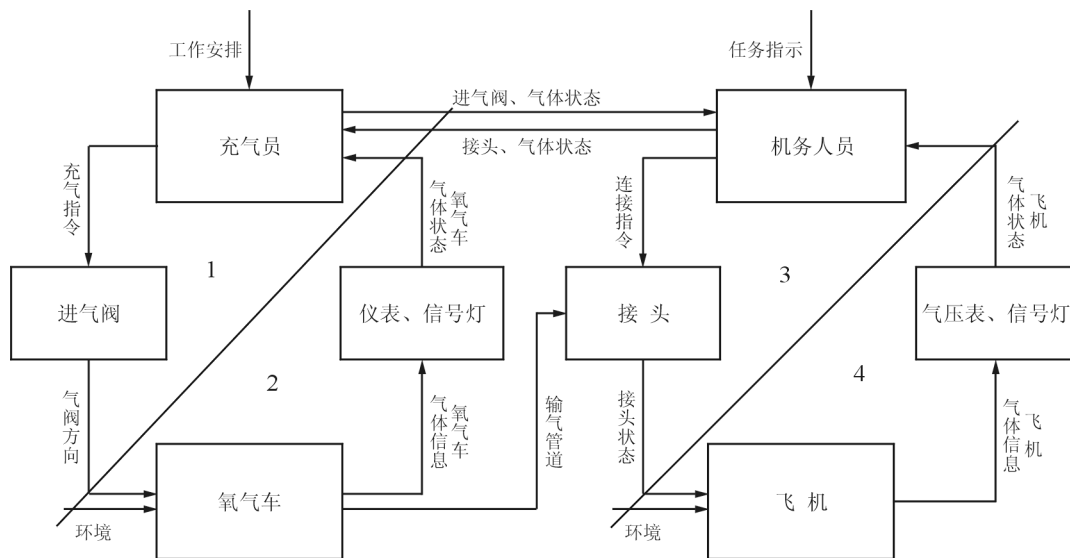 工作安排
任务指示
充气员
进气阀、气体状态
接头、气体状态
机务人员
充气指令
氧气车
气体状态
连接指令
飞机
气体状态
1
3
进气阀
仪表、信号灯
接 头
气压表、信号灯
2
4
气阀方向
氧气车
气体信息
输气管道
接头状态
飞机
气体信息
氧气车
飞 机
环境
环境